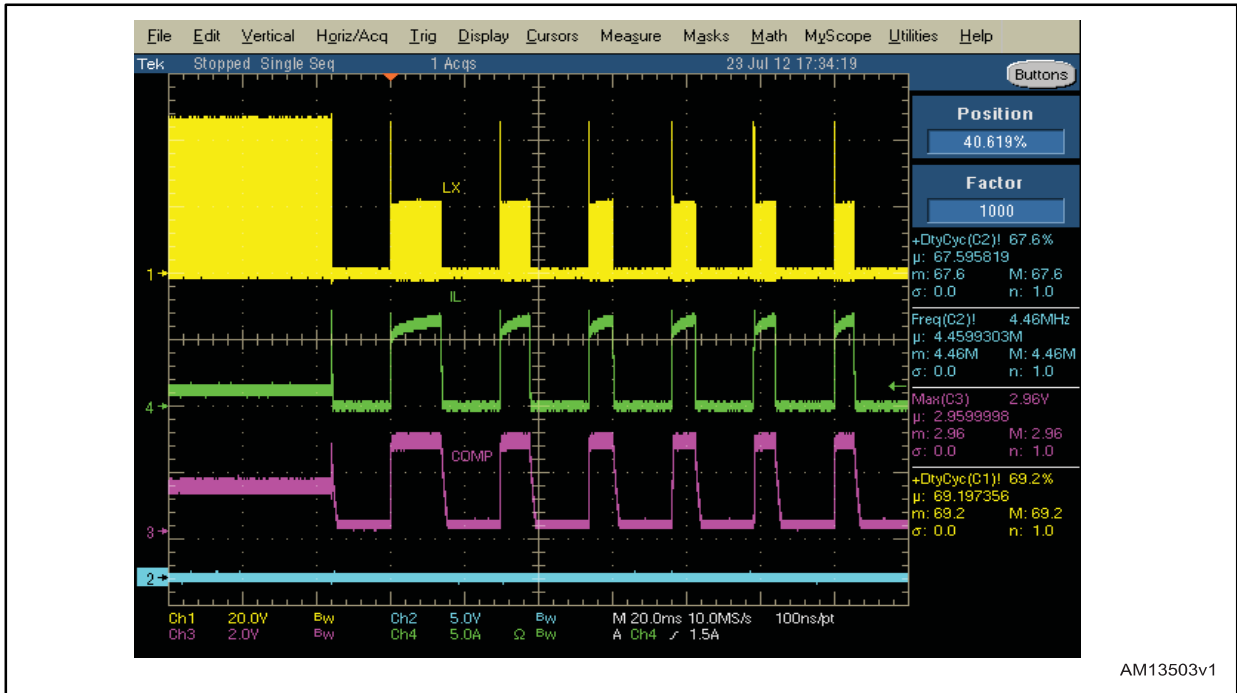 File Edit Vertical Horiz/Acq Trig Display Cursors Measure Masks Math MyScope Utilities Help
Tek Stopped Single Seq 1 Acqs 23 Jul 12 17:34:19
Buttons
Position
40.619%
Factor
1000
+DtyCyc(C2)! 67.6%
µ: 67.595819
m: 67.6 M: 67.6
σ: 0.0 n: 1.0
Freq(C2)! 4.46MHz
µ: 4.4599303M
m: 4.46M M: 4.46M
σ: 0.0 n: 1.0
Max(C3) 2.96V
µ: 2.9599998
m: 2.96 M: 2.96
σ: 0.0 n: 1.0
+DtyCyc(C1)! 69.2%
µ: 69.197356
m: 69.2 M: 69.2
σ: 0.0 n: 1.0
LX
1
IL
4
COMP
3
2
Ch1 20.0V Bw Ch2 5.0V Bw M 20.0ms 10.0MS/s 100ns/pt
Ch3 2.0V Bw Ch4 5.0A Ω Bw A Ch4 ∕ 1.5A
AM13503v1